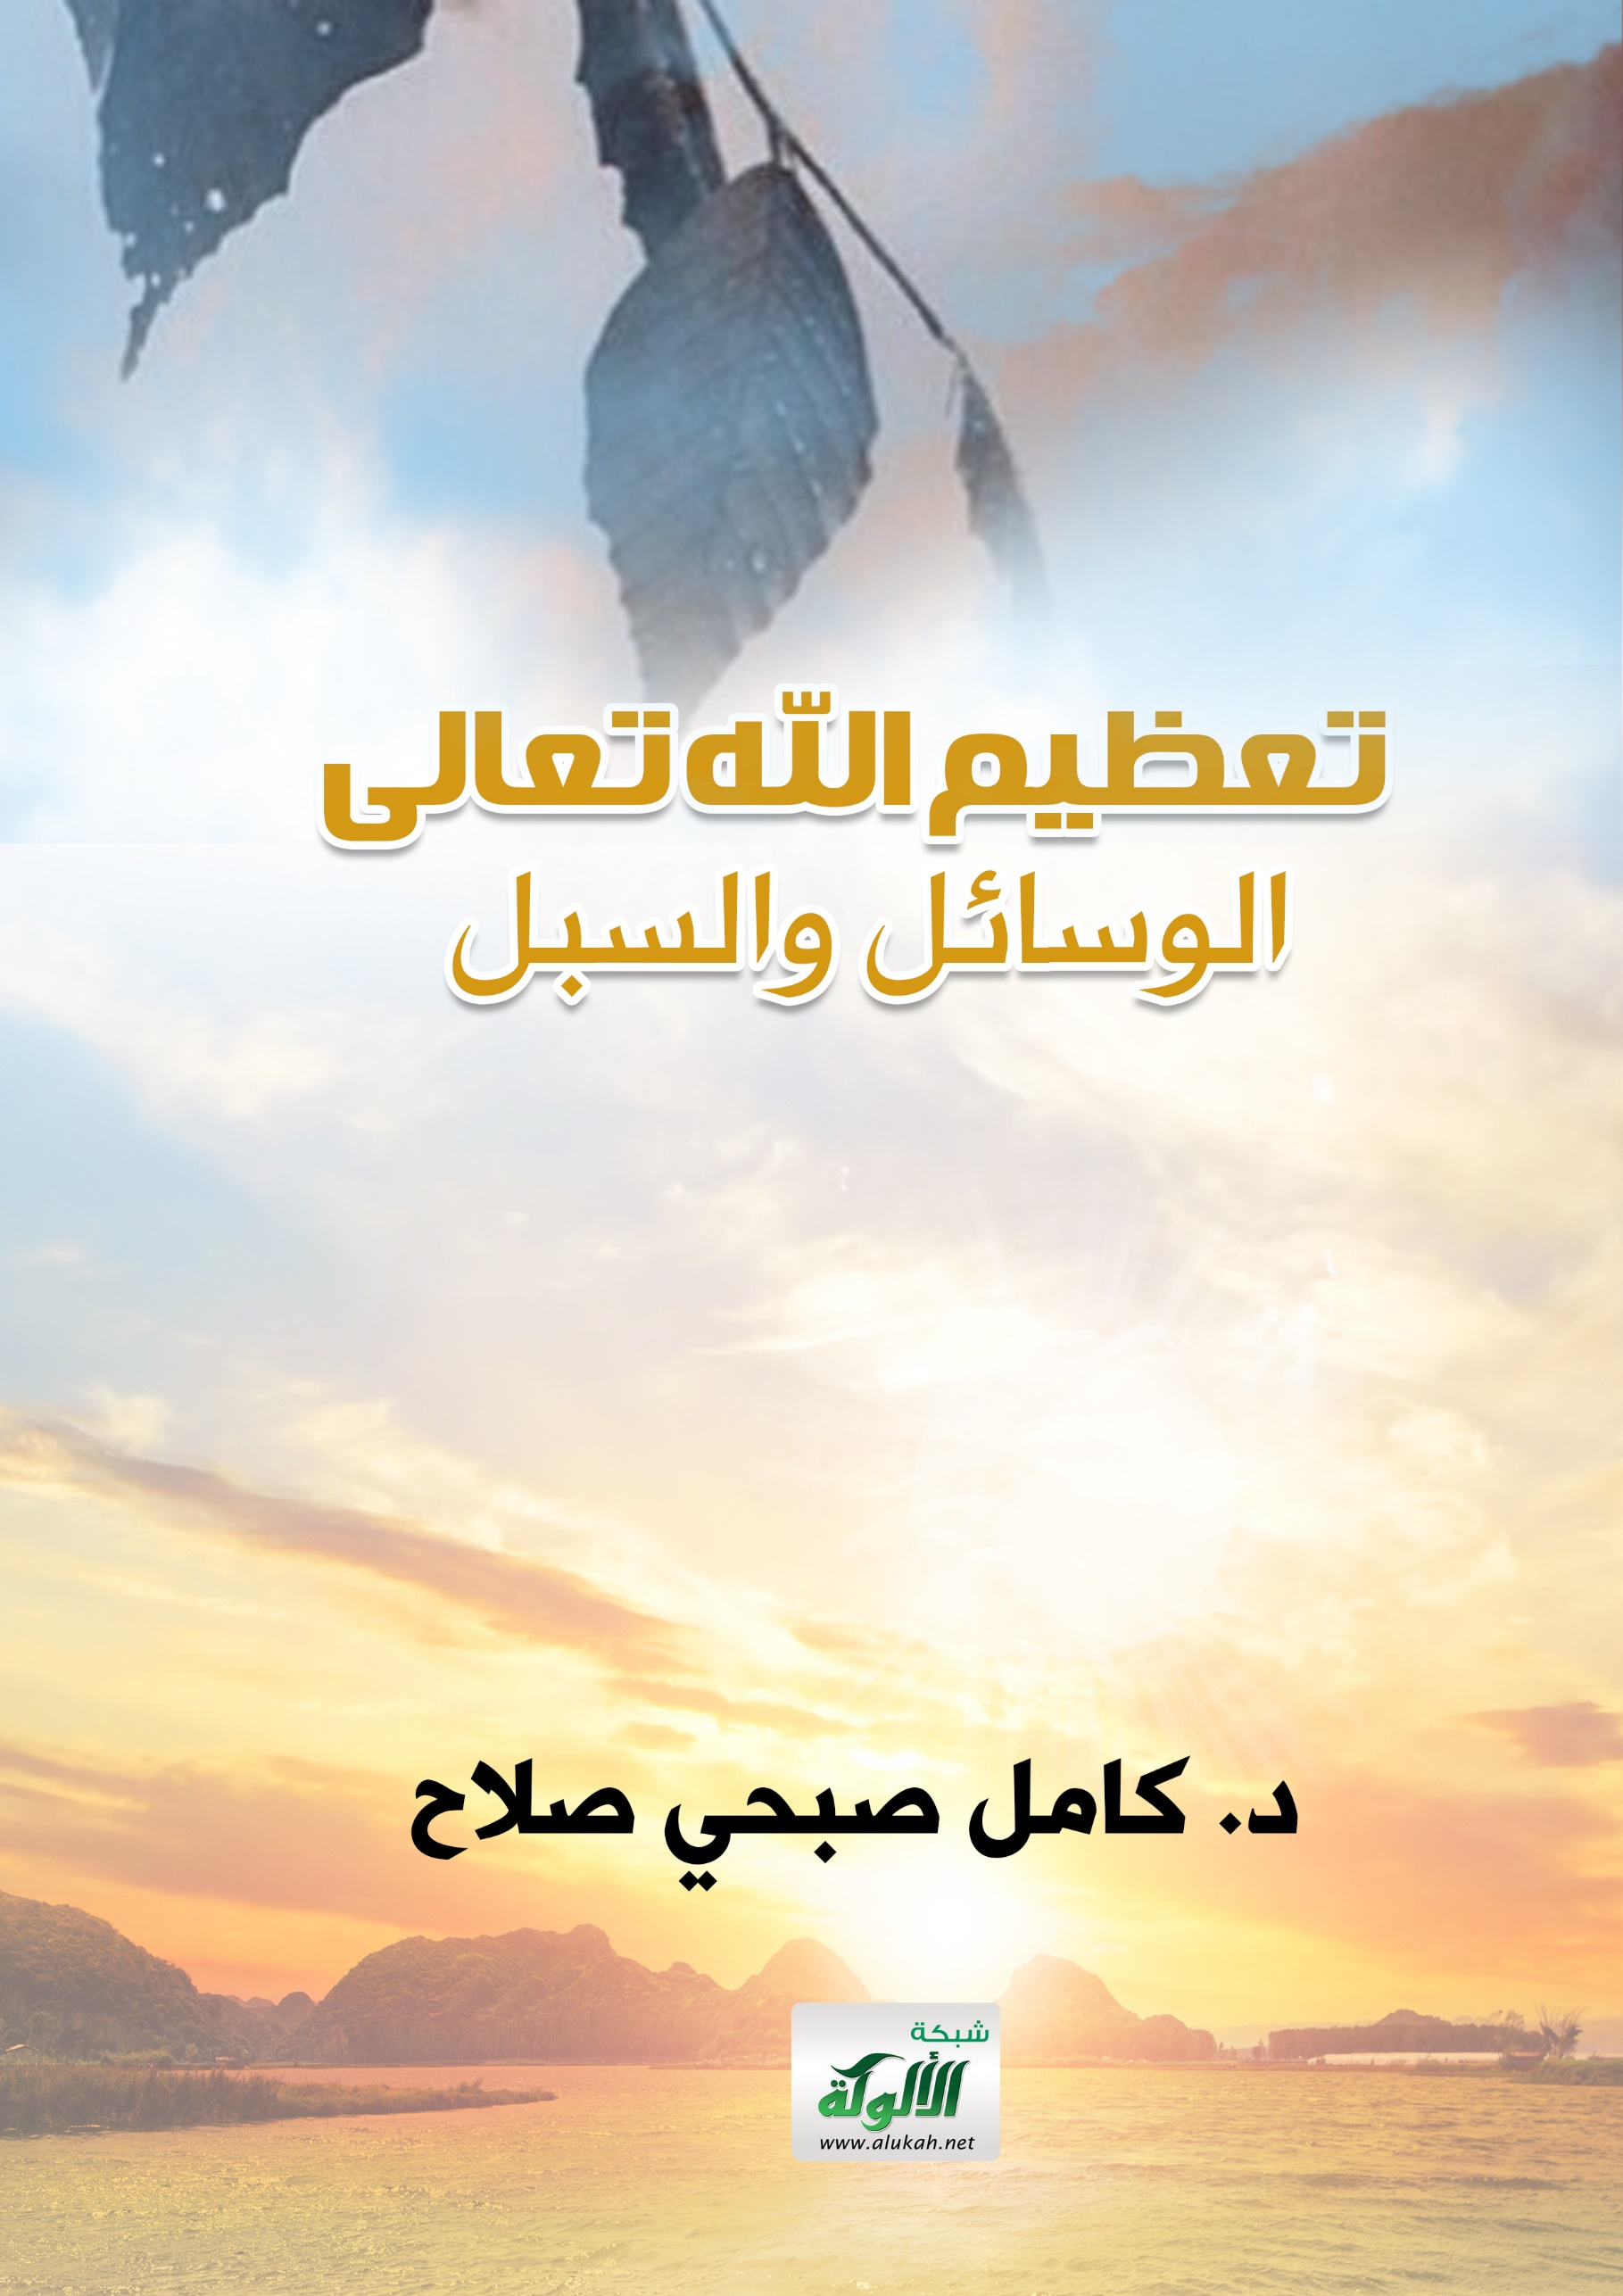 تعظيم الله تعالى
الوسائل والسبل
د. كامل صبحي صلاح
شبكة
الألوكة
www.alukah.net